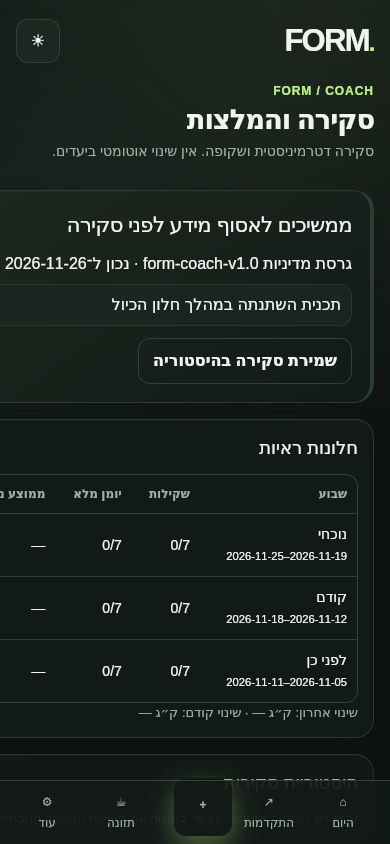 FORM.
☀
FORM / COACH
סקירה והמלצות
סקירה דטרמיניסטית ושקופה. אין שינוי אוטומטי ביעדים.
ממשיכים לאסוף מידע לפני סקירה
גרסת מדיניות form-coach-v1.0 · נכון ל־2026-11-26
תכנית השתנתה במהלך חלון הכיול
שמירת סקירה בהיסטוריה
חלונות ראיות
שבוע שקילות יומן מלא ממוצע
נוכחי 0/7 0/7 —
2026-11-25–2026-11-19
קודם 0/7 0/7 —
2026-11-18–2026-11-12
לפני כן 0/7 0/7 —
2026-11-11–2026-11-05
שינוי אחרון: ק״ג — · שינוי קודם: ק״ג —
היסטוריית סקירות
היום
התקדמות
+
תזונה
עוד